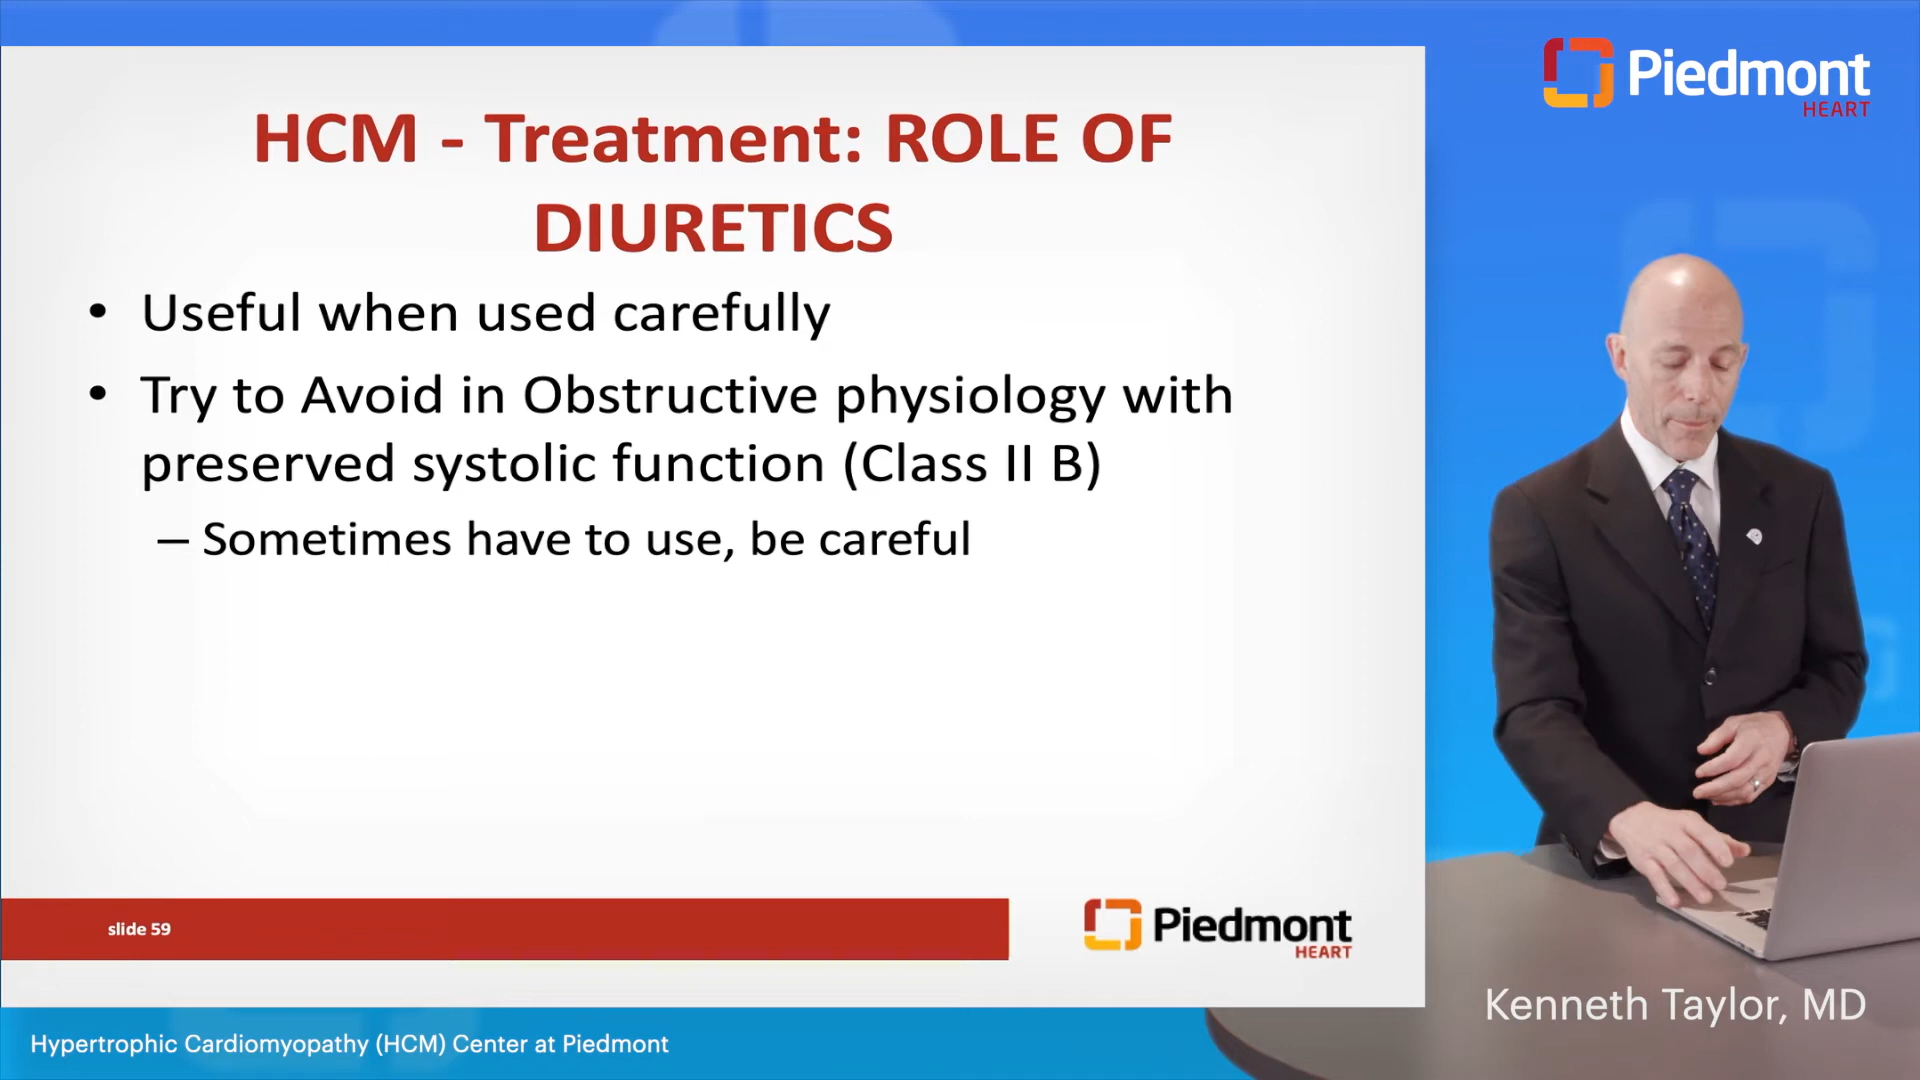 Piedmont
HEART
HCM - Treatment: ROLE OF
DIURETICS
• Useful when used carefully
• Try to Avoid in Obstructive physiology with
preserved systolic function (Class II B)
– Sometimes have to use, be careful
slide 59
Piedmont
HEART
Kenneth Taylor, MD
Hypertrophic Cardiomyopathy (HCM) Center at Piedmont